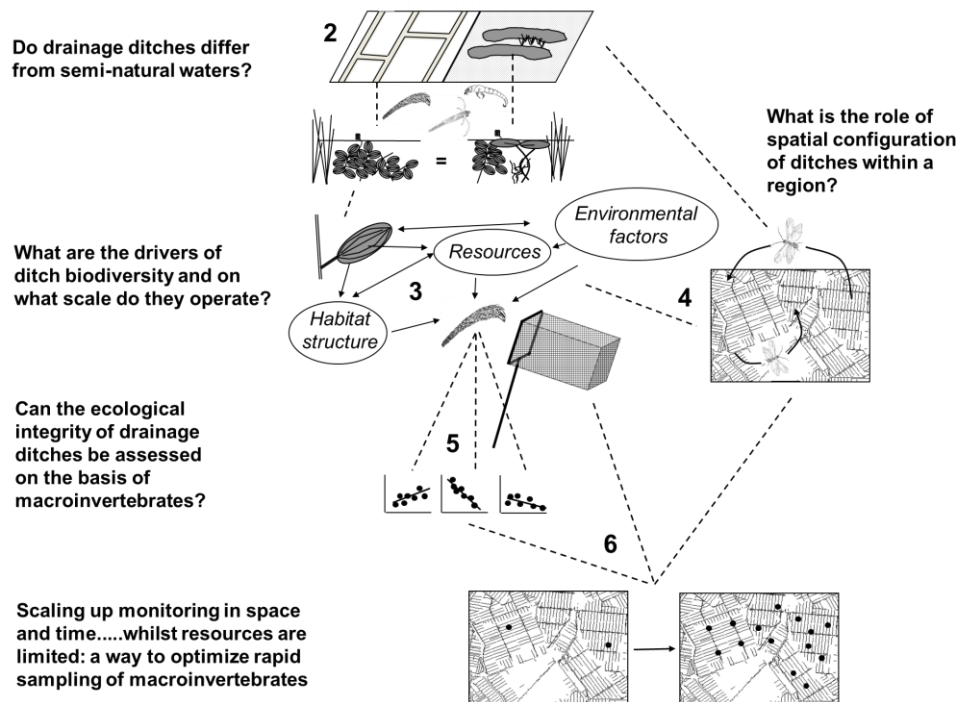 2
Do drainage ditches differ
from semi-natural waters?
What is the role of
spatial configuration
of ditches within a
region?
=
Environmental
factors
Resources
What are the drivers of
ditch biodiversity and on
what scale do they operate?
3
4
Habitat
structure
Can the ecological
integrity of drainage
ditches be assessed
on the basis of
macroinvertebrates?
5
6
Scaling up monitoring in space
and time.....whilst resources are
limited: a way to optimize rapid
sampling of macroinvertebrates